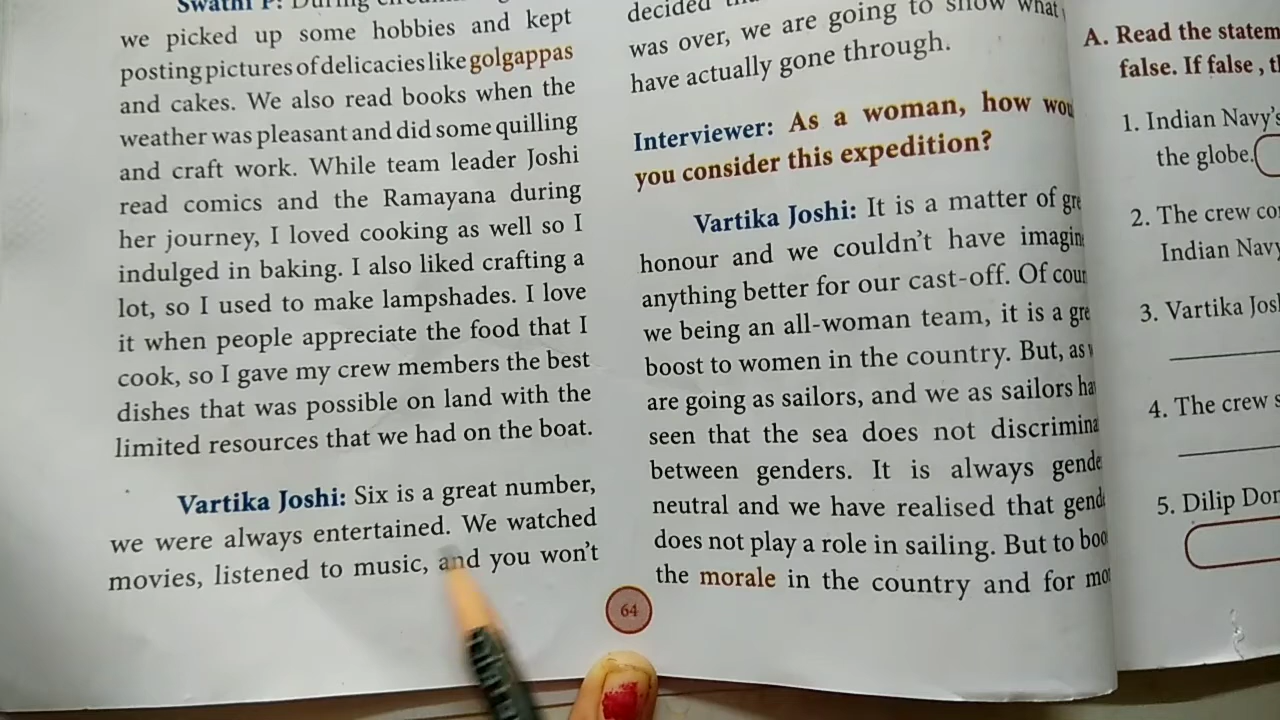 Swathi P: During
we picked up some hobbies and kept
posting pictures of delicacies like golgappas
and cakes. We also read books when the
weather was pleasant and did some quilling
and craft work. While team leader Joshi
read comics and the Ramayana during
her journey, I loved cooking as well so I
indulged in baking. I also liked crafting a
lot, so I used to make lampshades. I love
it when people appreciate the food that I
cook, so I gave my crew members the best
dishes that was possible on land with the
limited resources that we had on the boat.
Vartika Joshi: Six is a great number,
we were always entertained. We watched
movies, listened to music, and you won't
decided
was over, we are going to show what
have actually gone through.
Interviewer: As a woman, how
you consider this expedition?
Vartika Joshi: It is a matter of
honour and we couldn't have
anything better for our cast-off. Of
we being an all-woman team, it is a
boost to women in the country. But, as
are going as sailors, and we as sailors
seen that the sea does not
between genders. It is always
neutral and we have realised that
does not play a role in sailing. But to
the morale in the country and for
64
A. Read the
false. If false,
1. Indian Navy's
the globe.
2. The crew
Indian
3. Vartika
4. The crew
5. Dilip